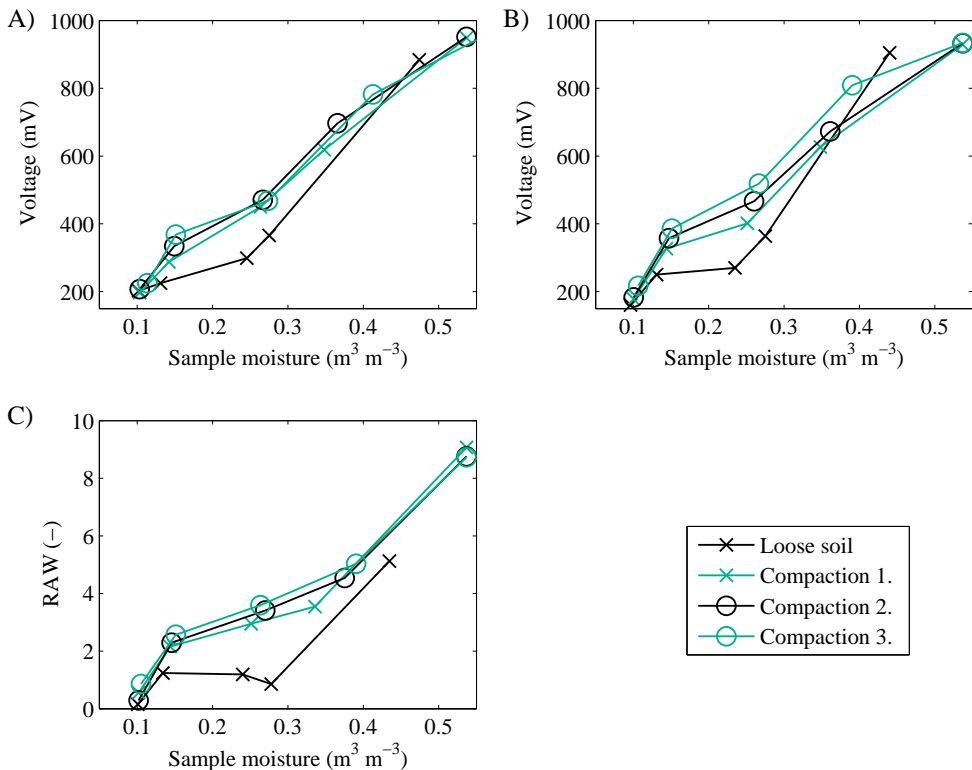 A)
1000
800
600
400
200
Voltage (mV)
0.1 0.2 0.3 0.4 0.5
Sample moisture (m³ m⁻³)
B)
1000
800
600
400
200
Voltage (mV)
0.1 0.2 0.3 0.4 0.5
Sample moisture (m³ m⁻³)
C)
10
8
6
4
2
0
RAW (−)
0.1 0.2 0.3 0.4 0.5
Sample moisture (m³ m⁻³)
Loose soil
Compaction 1.
Compaction 2.
Compaction 3.